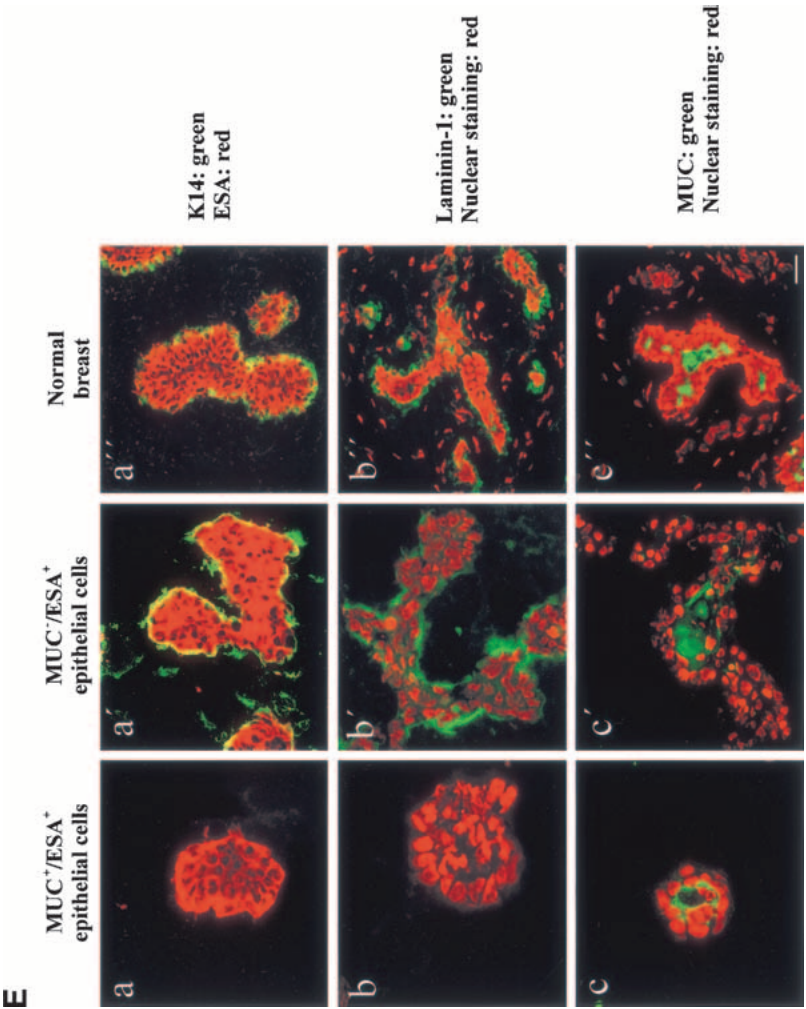 E
MUC⁺/ESA⁺
epithelial cells
MUC⁻/ESA⁺
epithelial cells
Normal
breast
a
a´
a´´
K14: green
ESA: red
b
b´
b´´
Laminin-1: green
Nuclear staining: red
c
c´
c´´
MUC: green
Nuclear staining: red